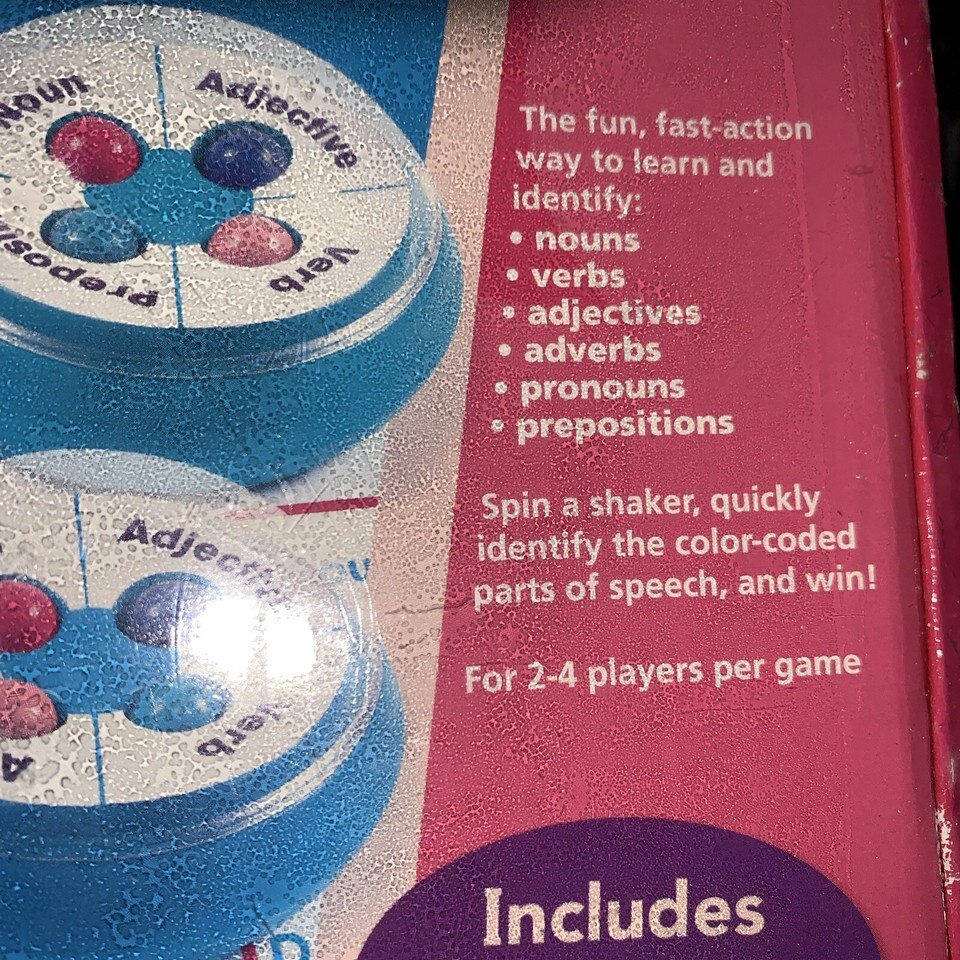 Noun
Adjective
Verb
The fun, fast-action
way to learn and
identify:
• nouns
• verbs
• adjectives
• adverbs
• pronouns
• prepositions
Spin a shaker, quickly
identify the color-coded
parts of speech, and win!
For 2-4 players per game
Verb
Includes